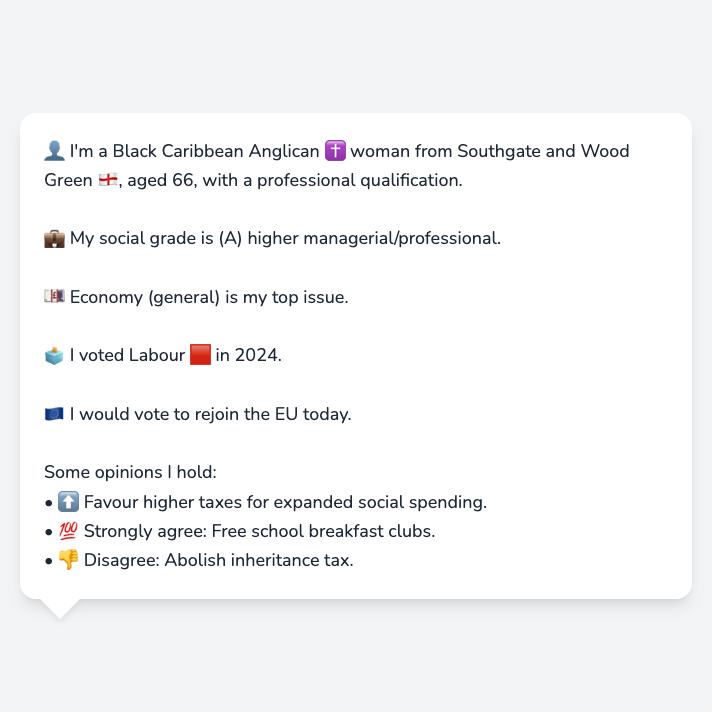 👤 I'm a Black Caribbean Anglican ✝️ woman from Southgate and Wood
Green 🏴󠁧󠁢󠁥󠁮󠁧󠁿, aged 66, with a professional qualification.
💼 My social grade is (A) higher managerial/professional.
💷 Economy (general) is my top issue.
🗳️ I voted Labour 🟥 in 2024.
🇪🇺 I would vote to rejoin the EU today.
Some opinions I hold:
• ⬆️ Favour higher taxes for expanded social spending.
• 💯 Strongly agree: Free school breakfast clubs.
• 👎 Disagree: Abolish inheritance tax.